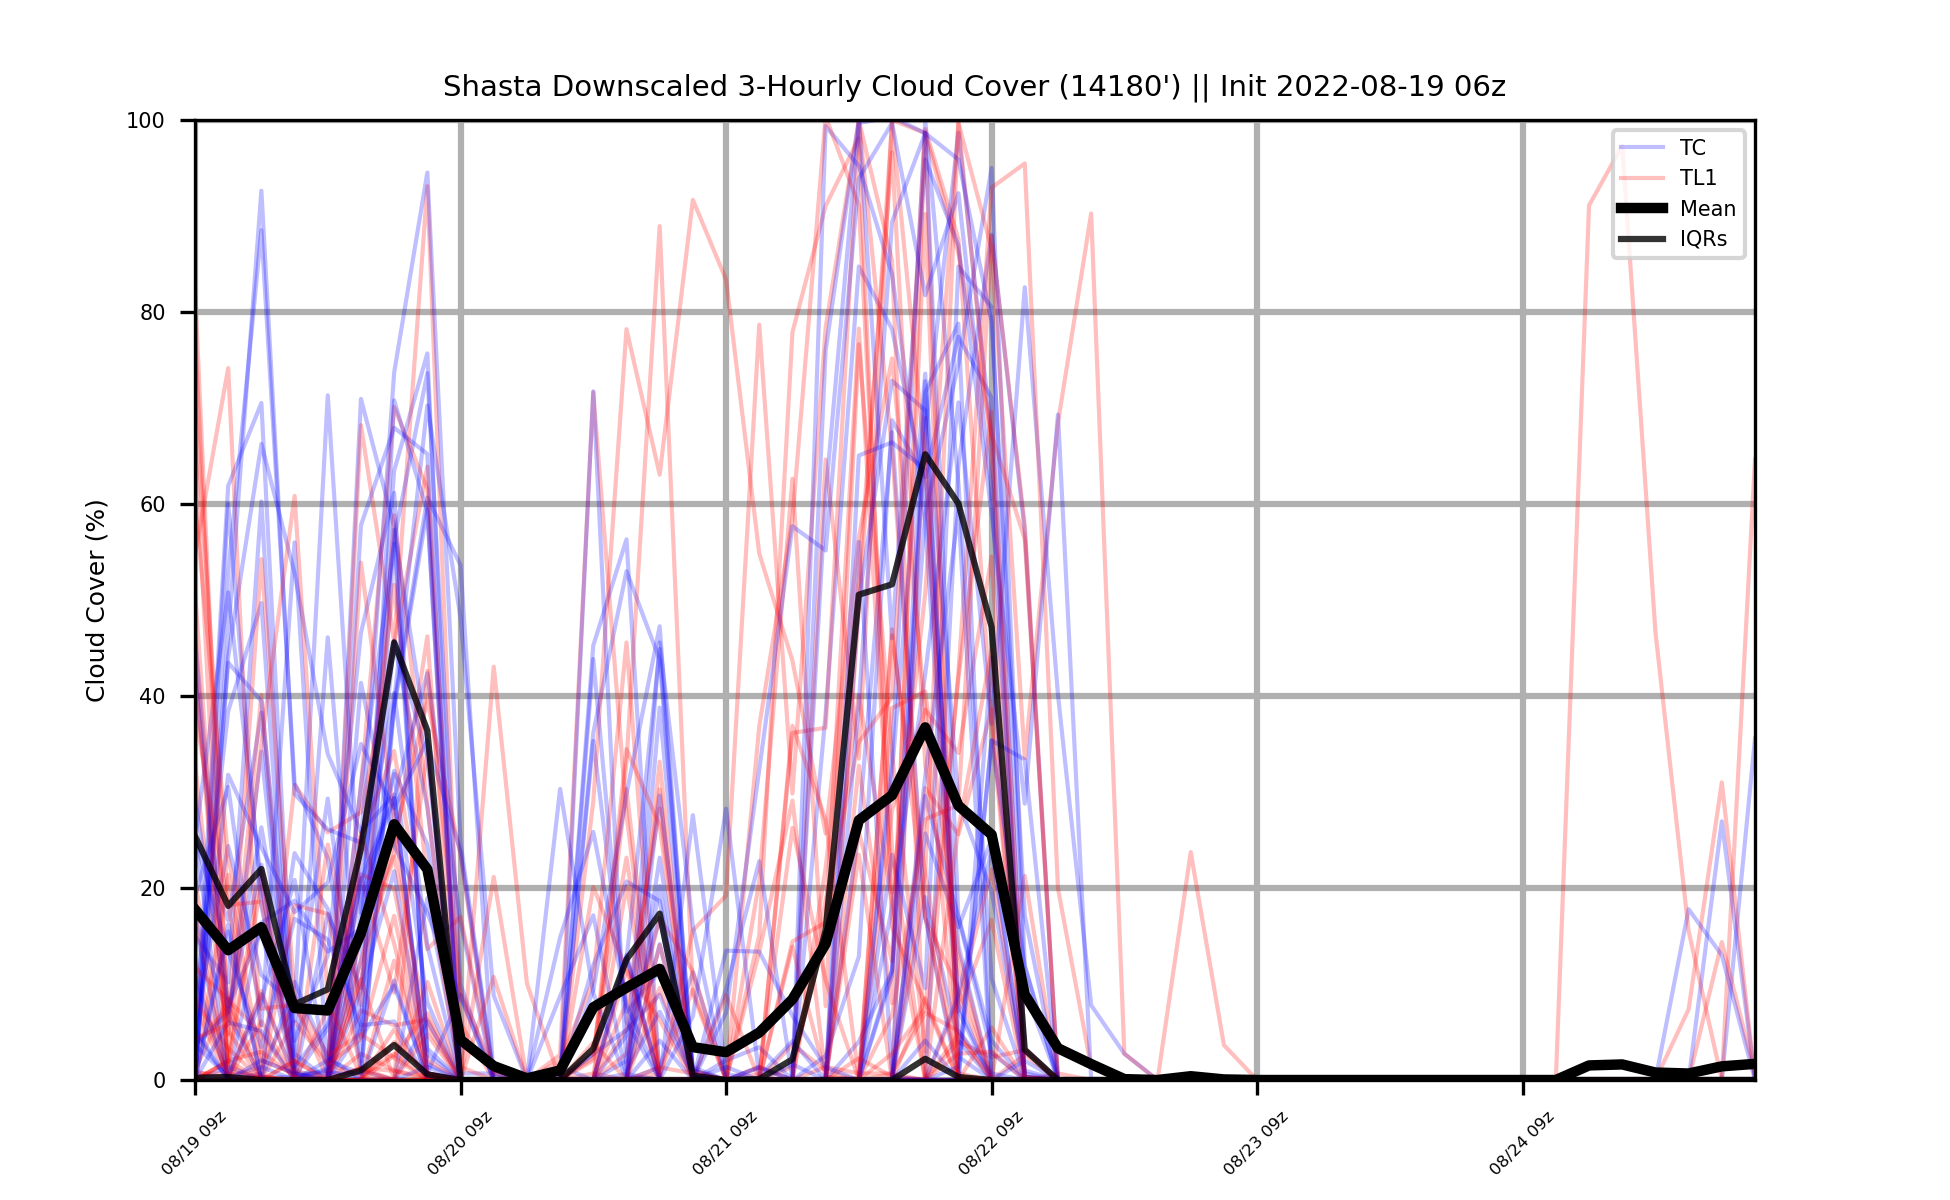 Shasta Downscaled 3-Hourly Cloud Cover (14180') || Init 2022-08-19 06z
Cloud Cover (%)
100
80
60
40
20
0
TC
TL1
Mean
IQRs
08/19 09z
08/20 09z
08/21 09z
08/22 09z
08/23 09z
08/24 09z